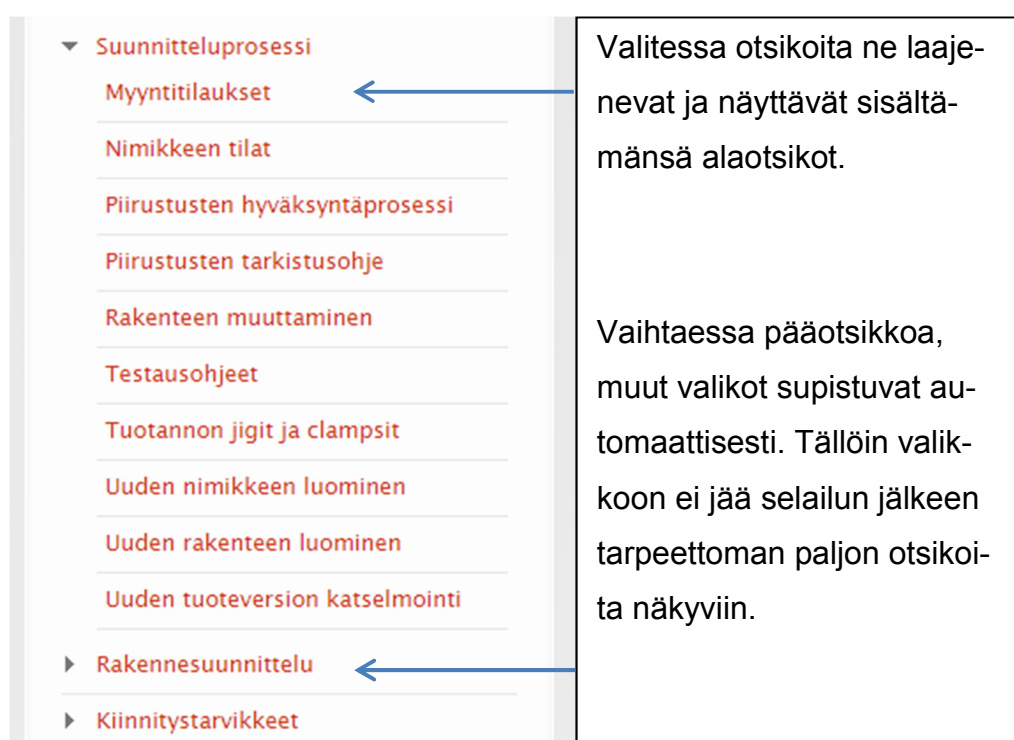 Suunnitteluprosessi
Myyntitilaukset
Nimikkeen tilat
Piirustusten hyväksyntäprosessi
Piirustusten tarkistusohje
Rakenteen muuttaminen
Testausohjeet
Tuotannon jigit ja clampsit
Uuden nimikkeen luominen
Uuden rakenteen luominen
Uuden tuoteversion katselmointi
Rakennesuunnittelu
Kiinnitystarvikkeet
Valitessa otsikoita ne laaje-
nevat ja näyttävät sisältä-
mänsä alaotsikot.
Vaihtaessa pääotsikkoa,
muut valikot supistuvat au-
tomaattisesti. Tällöin valik-
koon ei jää selailun jälkeen
tarpeettoman paljon otsikoi-
ta näkyviin.